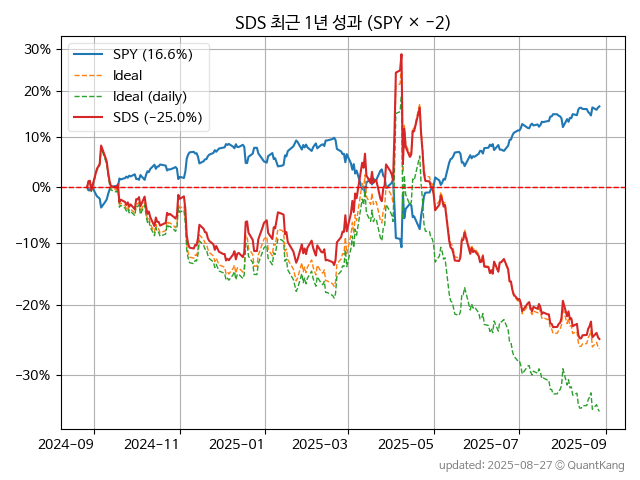 SDS 최근 1년 성과 (SPY × −2)
SPY (16.6%)
Ideal
Ideal (daily)
SDS (−25.0%)
30%
20%
10%
0%
−10%
−20%
−30%
2024-09 2024-11 2025-01 2025-03 2025-05 2025-07 2025-09
updated: 2025-08-27 © QuantKang